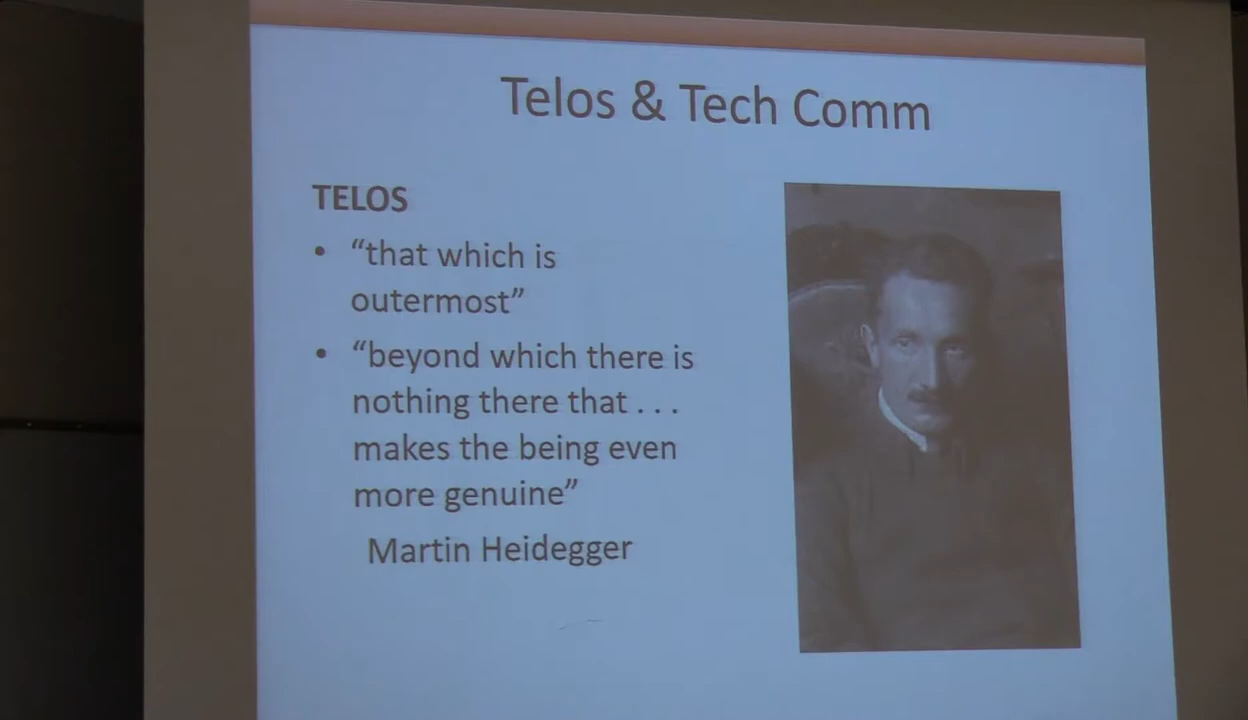 Telos & Tech Comm
TELOS
• “that which is
outermost”
• “beyond which there is
nothing there that . . .
makes the being even
more genuine”
Martin Heidegger